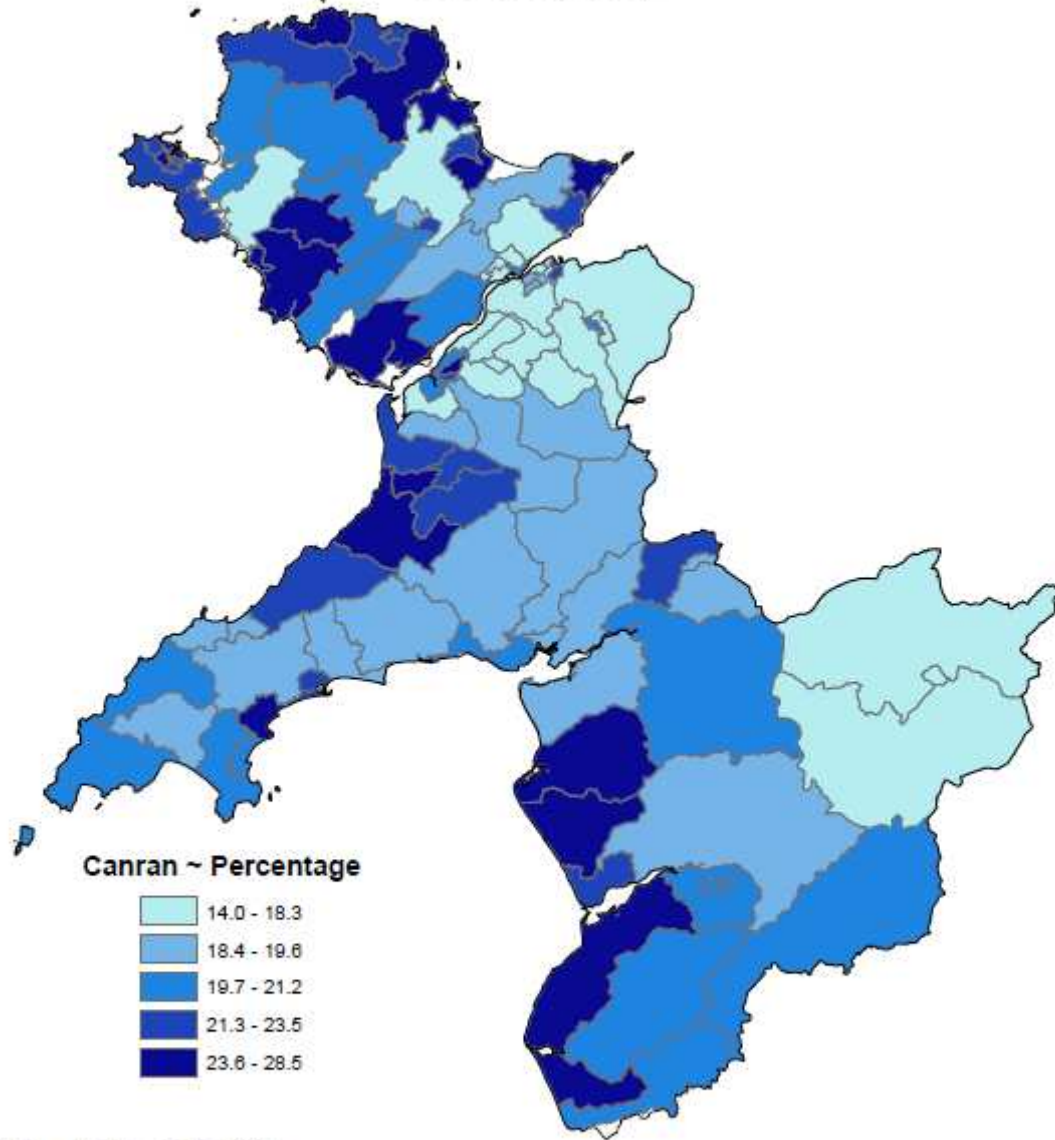 Canran ~ Percentage
14.0 - 18.3
18.4 - 19.6
19.7 - 21.2
21.3 - 23.5
23.6 - 28.5